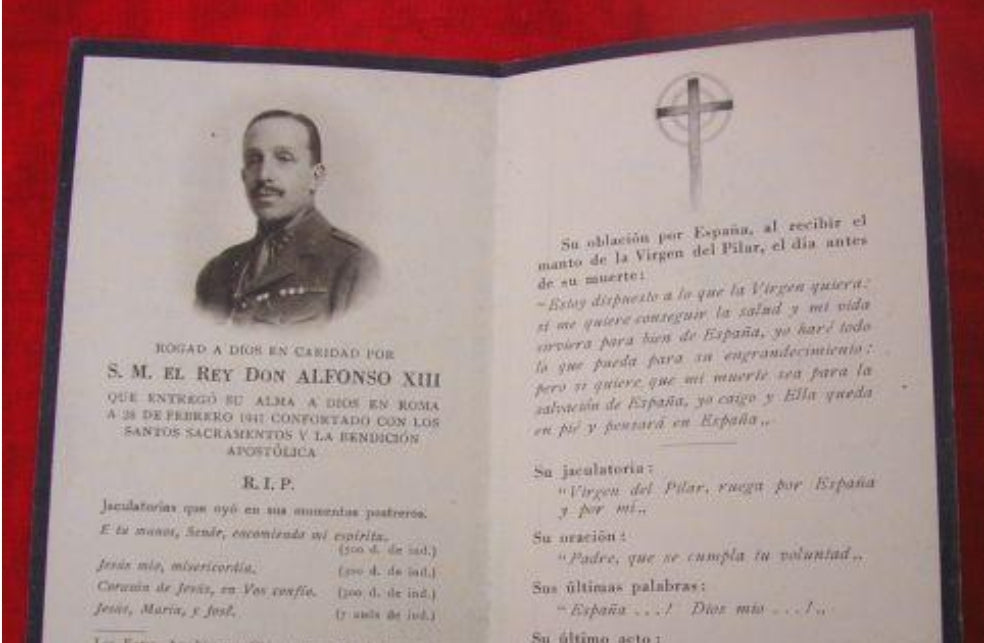 ROGAD A DIOS EN CARIDAD POR
S. M. EL REY DON ALFONSO XIII
QUE ENTREGÓ SU ALMA A DIOS EN ROMA
A 28 DE FEBRERO 1941 CONFORTADO CON LOS
SANTOS SACRAMENTOS Y LA BENDICIÓN
APOSTÓLICA
R. I. P.
Jaculatorias que oyó en sus momentos postreros.
E tu manos, Senór, encomiendo mi espíritu.
(500 d. de ind.)
Jesús mío, misericordia. (300 d. de ind.)
Corazón de Jesús, en Vos confío. (300 d. de ind.)
Jesús, María, y José. (7 anls de ind.)
Su oblación por España, al recibir el
manto de la Virgen del Pilar, el día antes
de su muerte:
"Estoy dispuesto a lo que la Virgen quiera:
si me quiere conseguir la salud y mi vida
sirviera para bien de España, yo haré todo
lo que pueda para su engrandecimiento:
pero si quiere que mi muerte sea para la
salvación de España, yo caigo y Ella queda
en pié y pensará en España„
Su jaculatoria:
"Virgen del Pilar, ruega por España
y por mí„
Su oración:
"Padre, que se cumpla tu voluntad„
Sus últimas palabras:
"España ...! Dios mío ...!„
Su último acto: